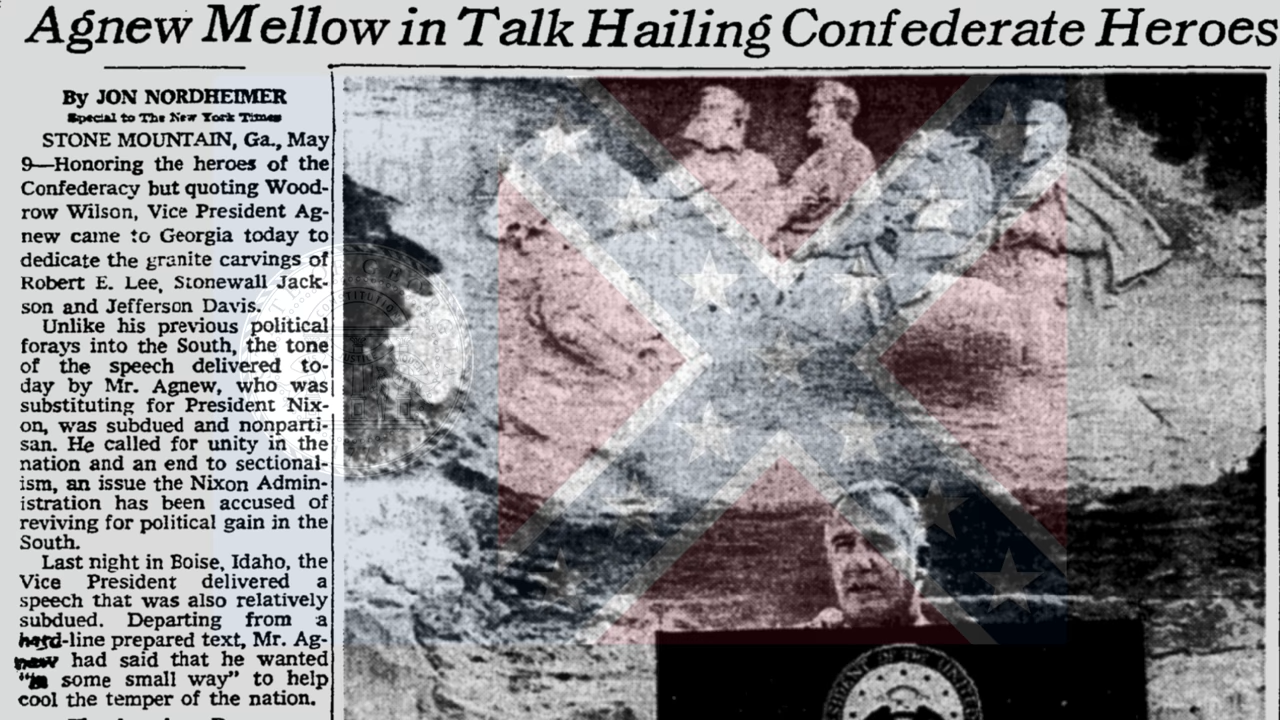 Agnew Mellow in Talk Hailing Confederate Heroes
By JON NORDHEIMER
Special to The New York Times
STONE MOUNTAIN, Ga., May
9—Honoring the heroes of the
Confederacy but quoting Wood-
row Wilson, Vice President Ag-
new came to Georgia today to
dedicate the granite carvings of
Robert E. Lee, Stonewall Jack-
son and Jefferson Davis.
Unlike his previous political
forays into the South, the tone
of the speech delivered to-
day by Mr. Agnew, who was
substituting for President Nix-
on, was subdued and nonparti-
san. He called for unity in the
nation and an end to sectional-
ism, an issue the Nixon Admin-
istration has been accused of
reviving for political gain in the
South.
Last night in Boise, Idaho, the
Vice President delivered a
speech that was also relatively
subdued. Departing from a
hard-line prepared text, Mr. Ag-
new had said that he wanted
"in some small way" to help
cool the temper of the nation.
CONSTITUTION
PRESIDENT OF THE UNITED